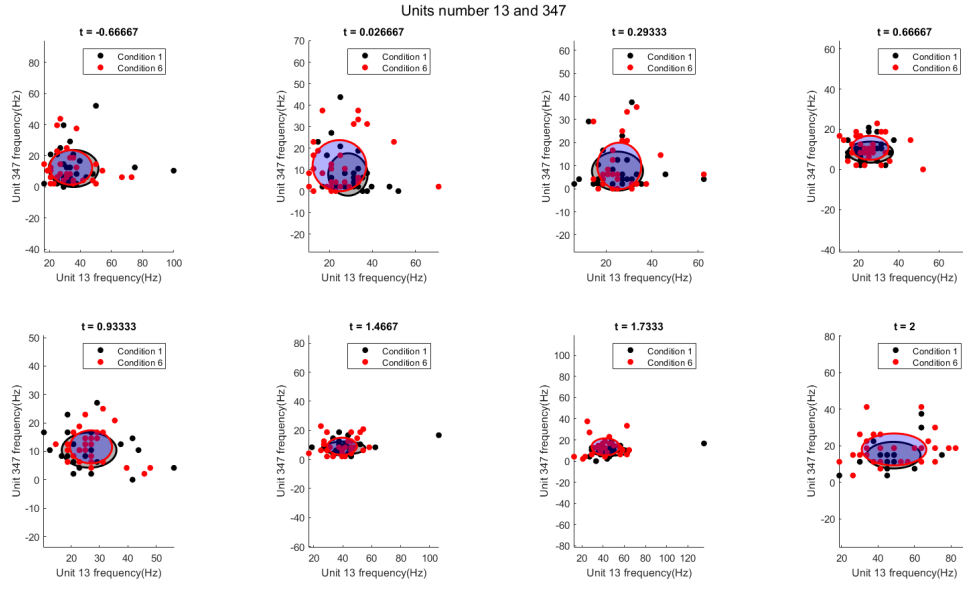 Units number 13 and 347
t = -0.66667
Condition 1
Condition 6
80
60
40
20
0
-20
-40
Unit 347 frequency(Hz)
20 40 60 80 100
Unit 13 frequency(Hz)
t = 0.026667
Condition 1
Condition 6
70
60
50
40
30
20
10
0
-10
-20
Unit 347 frequency(Hz)
20 40 60
Unit 13 frequency(Hz)
t = 0.29333
Condition 1
Condition 6
60
50
40
30
20
10
0
-10
-20
Unit 347 frequency(Hz)
20 40 60
Unit 13 frequency(Hz)
t = 0.66667
Condition 1
Condition 6
60
40
20
0
-20
-40
Unit 347 frequency(Hz)
20 40 60
Unit 13 frequency(Hz)
t = 0.93333
Condition 1
Condition 6
50
40
30
20
10
0
-10
-20
Unit 347 frequency(Hz)
20 30 40 50
Unit 13 frequency(Hz)
t = 1.4667
Condition 1
Condition 6
80
60
40
20
0
-20
-40
-60
Unit 347 frequency(Hz)
20 40 60 80 100
Unit 13 frequency(Hz)
t = 1.7333
Condition 1
Condition 6
100
80
60
40
20
0
-20
-40
-60
-80
Unit 347 frequency(Hz)
20 40 60 80 100 120
Unit 13 frequency(Hz)
t = 2
Condition 1
Condition 6
80
60
40
20
0
-20
Unit 347 frequency(Hz)
20 40 60 80
Unit 13 frequency(Hz)